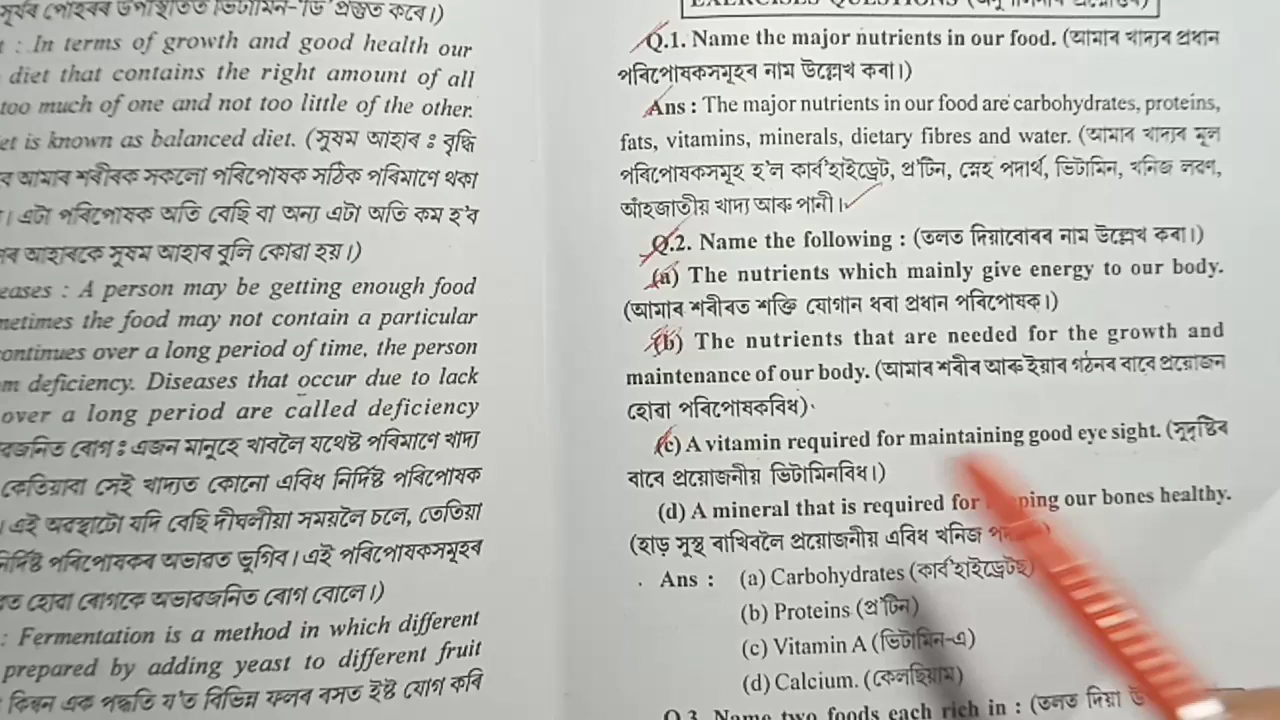 সূৰ্যৰ পোহৰৰ উপস্থিতিত ভিটামিন-ডি প্ৰস্তুত কৰে।)
: In terms of growth and good health our
diet that contains the right amount of all
too much of one and not too little of the other.
et is known as balanced diet. (সুষম আহাৰ ঃ বৃদ্ধি
ৰ আমাৰ শৰীৰক সকলো পৰিপোষক সঠিক পৰিমাণে থকা
। এটা পৰিপোষক অতি বেছি বা অন্য এটা অতি কম হ'ব
ৰ আহাৰকে সুষম আহাৰ বুলি কোৱা হয়।)
eases : A person may be getting enough food
metimes the food may not contain a particular
ontinues over a long period of time, the person
m deficiency. Diseases that occur due to lack
over a long period are called deficiency
ৱজনিত ৰোগ ঃ এজন মানুহে খাবলৈ যথেষ্ট পৰিমাণে খাদ্য
কেতিয়াবা সেই খাদ্যত কোনো এবিধ নিৰ্দিষ্ট পৰিপোষক
। এই অৱস্থাটো যদি বেছি দীঘলীয়া সময়লৈ চলে, তেতিয়া
নিৰ্দিষ্ট পৰিপোষকৰ অভাৱত ভুগিব। এই পৰিপোষকসমূহৰ
ৱত হোৱা ৰোগকে অভাৱজনিত ৰোগ বোলে।)
: Fermentation is a method in which different
prepared by adding yeast to different fruit
কিন্বন এক পদ্ধতি য'ত বিভিন্ন ফলৰ ৰসত ইষ্ট যোগ কৰি
EXERCISES QUESTIONS
Q.1. Name the major nutrients in our food. (আমাৰ খাদ্যৰ প্ৰধান
পৰিপোষকসমূহৰ নাম উল্লেখ কৰা।)
Ans : The major nutrients in our food are carbohydrates, proteins,
fats, vitamins, minerals, dietary fibres and water. (আমাৰ খাদ্যৰ মূল
পৰিপোষকসমূহ হ'ল কাৰ্ব'হাইড্ৰেট, প্ৰ'টিন, স্নেহ পদাৰ্থ, ভিটামিন, খনিজ লৱণ,
আঁহজাতীয় খাদ্য আৰু পানী।
Q.2. Name the following : (তলত দিয়াবোৰৰ নাম উল্লেখ কৰা।)
(a) The nutrients which mainly give energy to our body.
(আমাৰ শৰীৰত শক্তি যোগান ধৰা প্ৰধান পৰিপোষক।)
(b) The nutrients that are needed for the growth and
maintenance of our body. (আমাৰ শৰীৰ আৰু ইয়াৰ গঠনৰ বাবে প্ৰয়োজন
হোৱা পৰিপোষকবিধ).
(c) A vitamin required for maintaining good eye sight. (সুদৃষ্টিৰ
বাবে প্ৰয়োজনীয় ভিটামিনবিধ।)
(d) A mineral that is required for our bones healthy.
(হাড় সুস্থ ৰাখিবলৈ প্ৰয়োজনীয় এবিধ খনিজ
Ans : (a) Carbohydrates (কাৰ্ব'হাইড্ৰেটছ)
(b) Proteins (প্ৰ'টিন)
(c) Vitamin A (ভিটামিন-এ)
(d) Calcium. (কেলছিয়াম)
Q.3. Name two foods each rich in : (তলত দিয়া